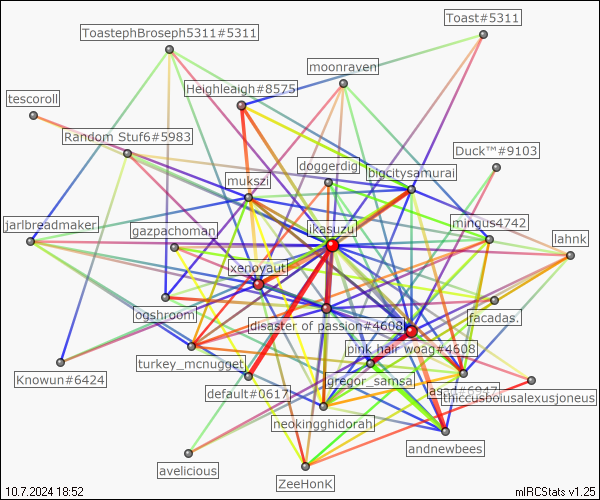 ToastephBroseph5311#5311
Toast#5311
moonraven
Heighleaigh#8575
tescoroll
Random Stuf6#5983
Duck™#9103
doggerdig
bigcitysamurai
mukszi
mingus4742
jarlbreadmaker
gazpachoman
ikasuzu
lahnk
xenoyaut
ogshroom
facadas.
disaster of passion#4608
pink hair woag#4608
turkey_mcnugget
gregor_samsa
Knowun#6424
default#0617
thiccusboiusalexusjoneus
neokingghidorah
andnewbees
avelicious
ZeeHonK
10.7.2024 18:52
mIRCStats v1.25